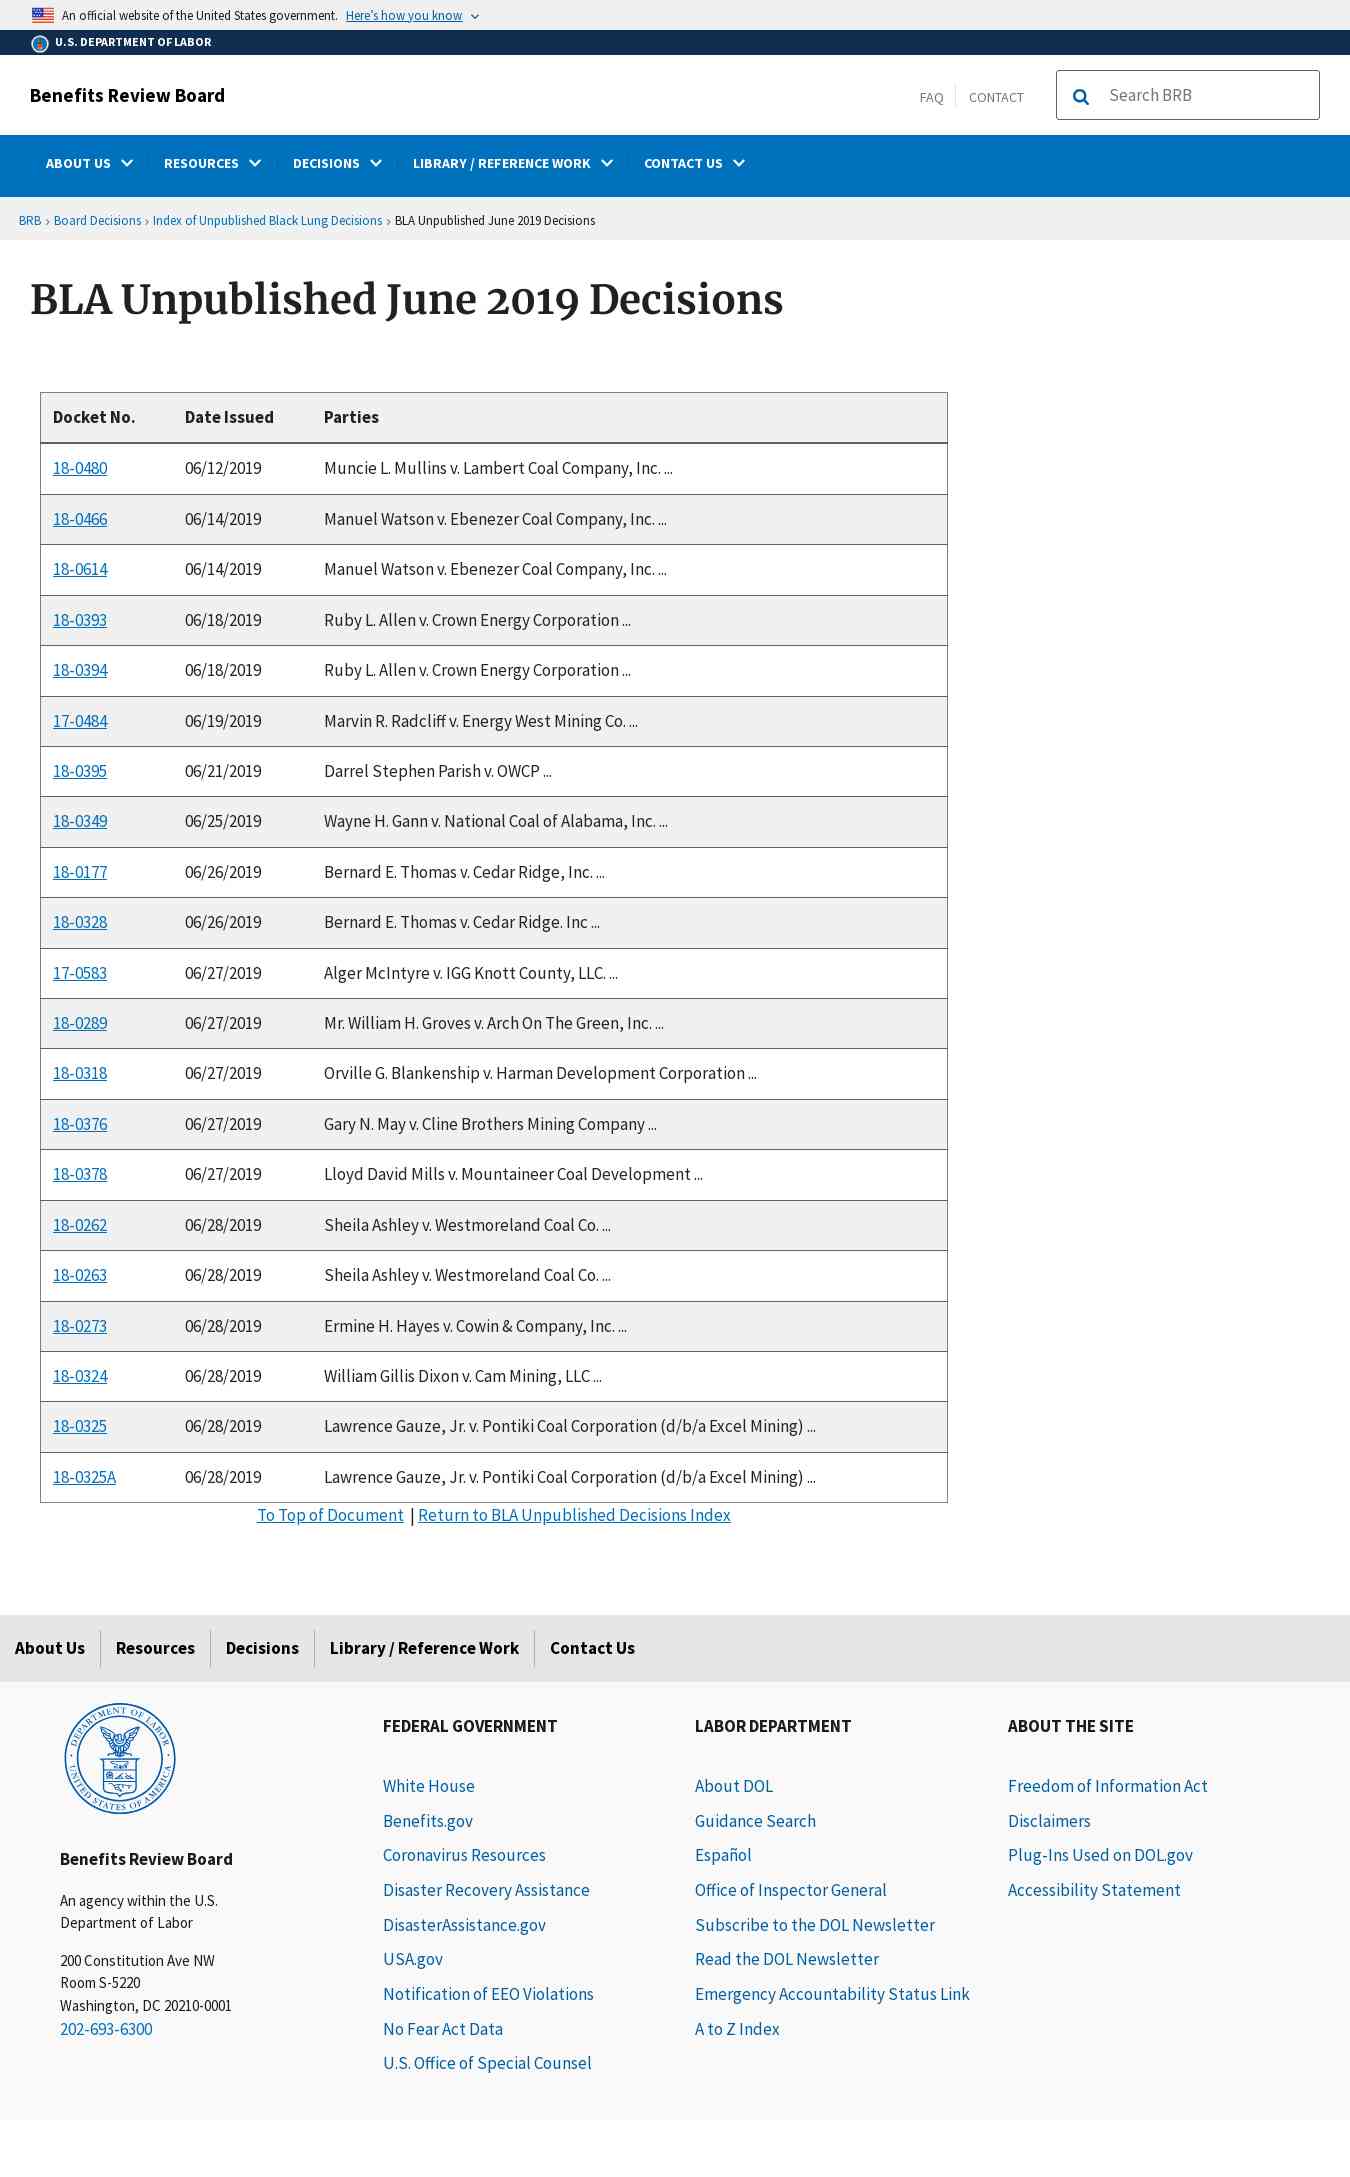 An official website of the United States government. Here’s how you know
U.S. DEPARTMENT OF LABOR
Benefits Review Board
FAQ CONTACT Search BRB
ABOUT US RESOURCES DECISIONS LIBRARY / REFERENCE WORK CONTACT US
BRB › Board Decisions › Index of Unpublished Black Lung Decisions › BLA Unpublished June 2019 Decisions
BLA Unpublished June 2019 Decisions
Docket No. Date Issued Parties
18-0480 06/12/2019 Muncie L. Mullins v. Lambert Coal Company, Inc. ...
18-0466 06/14/2019 Manuel Watson v. Ebenezer Coal Company, Inc. ...
18-0614 06/14/2019 Manuel Watson v. Ebenezer Coal Company, Inc. ...
18-0393 06/18/2019 Ruby L. Allen v. Crown Energy Corporation ...
18-0394 06/18/2019 Ruby L. Allen v. Crown Energy Corporation ...
17-0484 06/19/2019 Marvin R. Radcliff v. Energy West Mining Co. ...
18-0395 06/21/2019 Darrel Stephen Parish v. OWCP ...
18-0349 06/25/2019 Wayne H. Gann v. National Coal of Alabama, Inc. ...
18-0177 06/26/2019 Bernard E. Thomas v. Cedar Ridge, Inc. ...
18-0328 06/26/2019 Bernard E. Thomas v. Cedar Ridge. Inc ...
17-0583 06/27/2019 Alger McIntyre v. IGG Knott County, LLC. ...
18-0289 06/27/2019 Mr. William H. Groves v. Arch On The Green, Inc. ...
18-0318 06/27/2019 Orville G. Blankenship v. Harman Development Corporation ...
18-0376 06/27/2019 Gary N. May v. Cline Brothers Mining Company ...
18-0378 06/27/2019 Lloyd David Mills v. Mountaineer Coal Development ...
18-0262 06/28/2019 Sheila Ashley v. Westmoreland Coal Co. ...
18-0263 06/28/2019 Sheila Ashley v. Westmoreland Coal Co. ...
18-0273 06/28/2019 Ermine H. Hayes v. Cowin & Company, Inc. ...
18-0324 06/28/2019 William Gillis Dixon v. Cam Mining, LLC ...
18-0325 06/28/2019 Lawrence Gauze, Jr. v. Pontiki Coal Corporation (d/b/a Excel Mining) ...
18-0325A 06/28/2019 Lawrence Gauze, Jr. v. Pontiki Coal Corporation (d/b/a Excel Mining) ...
To Top of Document | Return to BLA Unpublished Decisions Index
About Us Resources Decisions Library / Reference Work Contact Us
DEPARTMENT OF LABOR
UNITED STATES OF AMERICA
Benefits Review Board
An agency within the U.S.
Department of Labor
200 Constitution Ave NW
Room S-5220
Washington, DC 20210-0001
202-693-6300
FEDERAL GOVERNMENT
White House
Benefits.gov
Coronavirus Resources
Disaster Recovery Assistance
DisasterAssistance.gov
USA.gov
Notification of EEO Violations
No Fear Act Data
U.S. Office of Special Counsel
LABOR DEPARTMENT
About DOL
Guidance Search
Español
Office of Inspector General
Subscribe to the DOL Newsletter
Read the DOL Newsletter
Emergency Accountability Status Link
A to Z Index
ABOUT THE SITE
Freedom of Information Act
Disclaimers
Plug-Ins Used on DOL.gov
Accessibility Statement